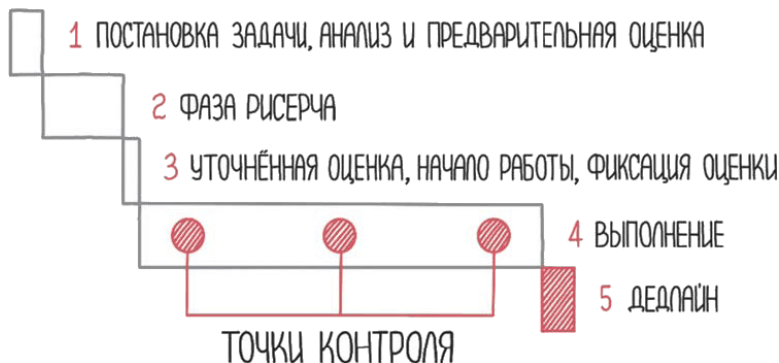 1 ПОСТАНОВКА ЗАДАЧИ, АНАЛИЗ И ПРЕДВАРИТЕЛЬНАЯ ОЦЕНКА
2 ФАЗА РИСЕРЧА
3 УТОЧНЁННАЯ ОЦЕНКА, НАЧАЛО РАБОТЫ, ФИКСАЦИЯ ОЦЕНКИ
4 ВЫПОЛНЕНИЕ
5 ДЕДЛАЙН
ТОЧКИ КОНТРОЛЯ